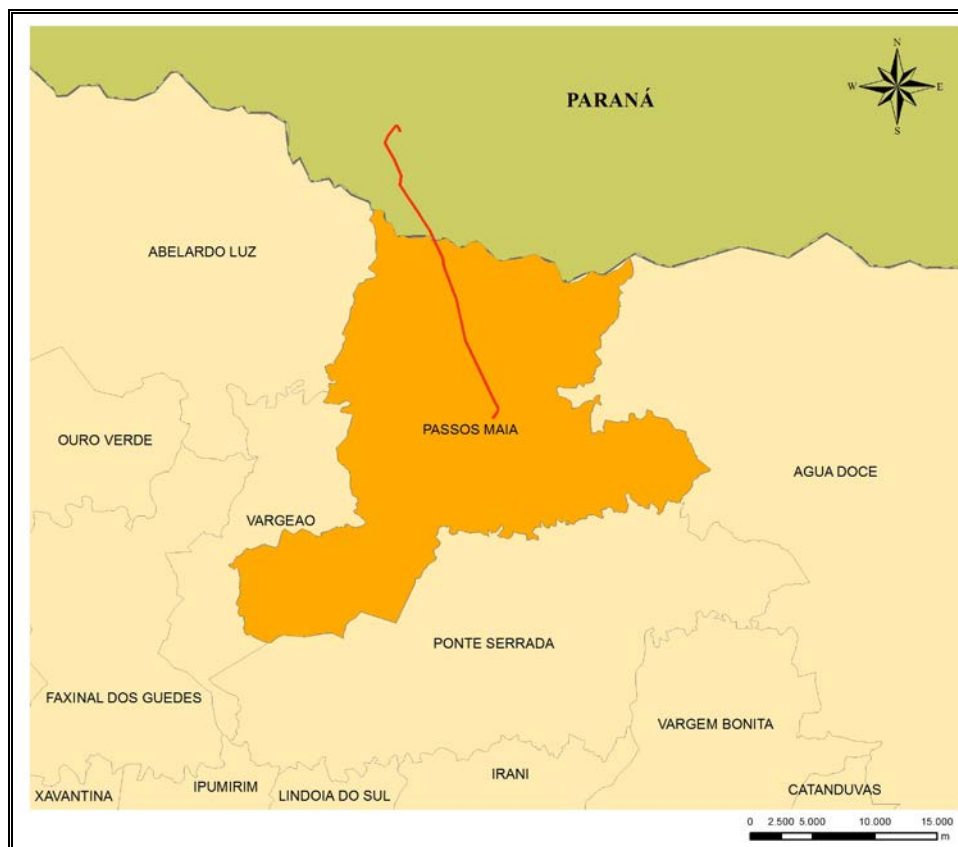 N
PARANÁ
W
E
S
ABELARDO LUZ
PASSOS MAIA
OURO VERDE
AGUA DOCE
VARGEAO
PONTE SERRADA
FAXINAL DOS GUEDES
VARGEM BONITA
IRANI
IPUMIRIM
CATANDUVAS
XAVANTINA
LINDOIA DO SUL
0 2.500 5.000 10.000 15.000
m